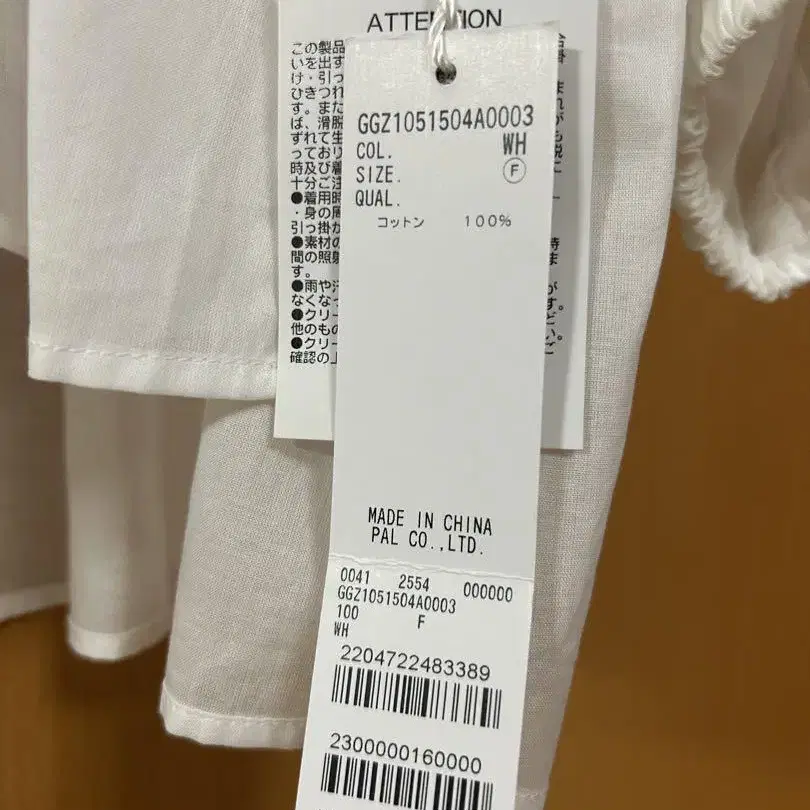 ATTENTION
この製品
いを出す
け・引っ
ひきつれ
す。また
ば、滑脱
ずれて生
っており
時及び着
十分ご注
●着用時
・身の周
引っ掛か
●素材の
間の照射
す。
●雨や汗
なくなっ
●クリー
他のもの
●クリー
確認の上
GGZ1051504A0003
COL. WH
SIZE. F
QUAL.
コットン 100%
MADE IN CHINA
PAL CO.,LTD.
0041 2554 000000
GGZ1051504A0003
100 F
WH
2204722483389
2300000160000